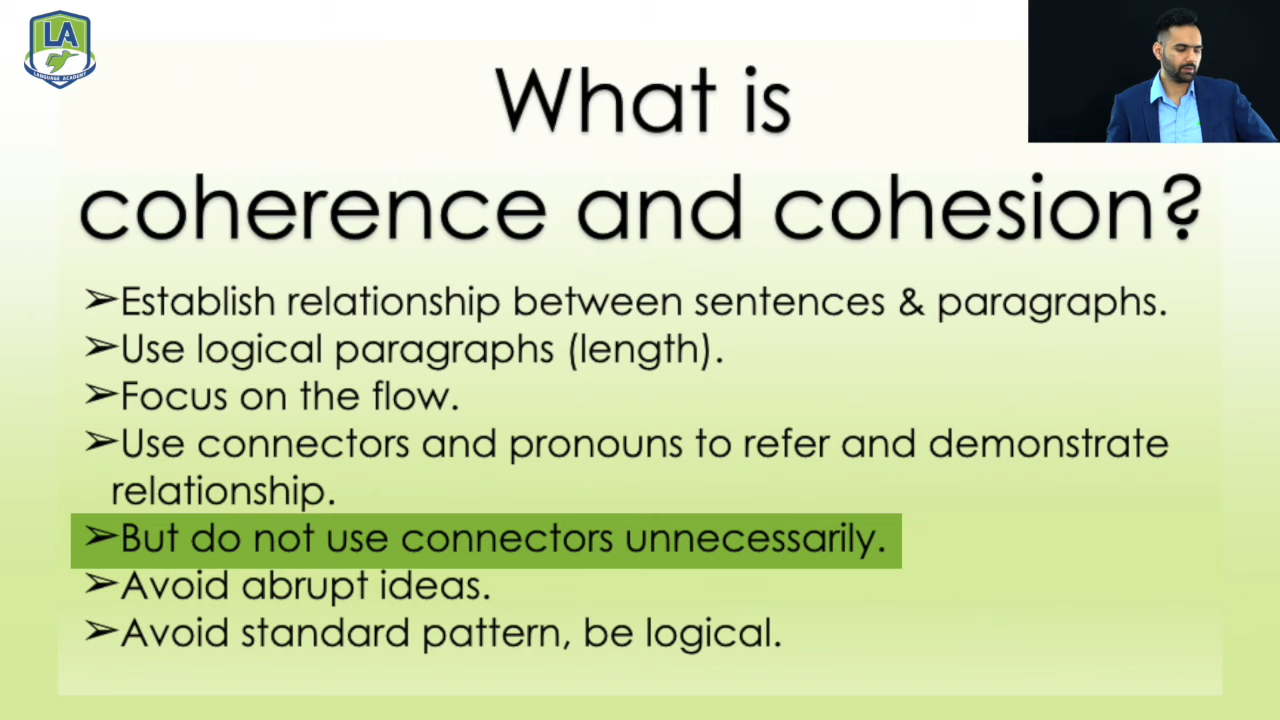 LA
LANGUAGE ACADEMY
What is
coherence and cohesion?
➢Establish relationship between sentences & paragraphs.
➢Use logical paragraphs (length).
➢Focus on the flow.
➢Use connectors and pronouns to refer and demonstrate
relationship.
➢But do not use connectors unnecessarily.
➢Avoid abrupt ideas.
➢Avoid standard pattern, be logical.